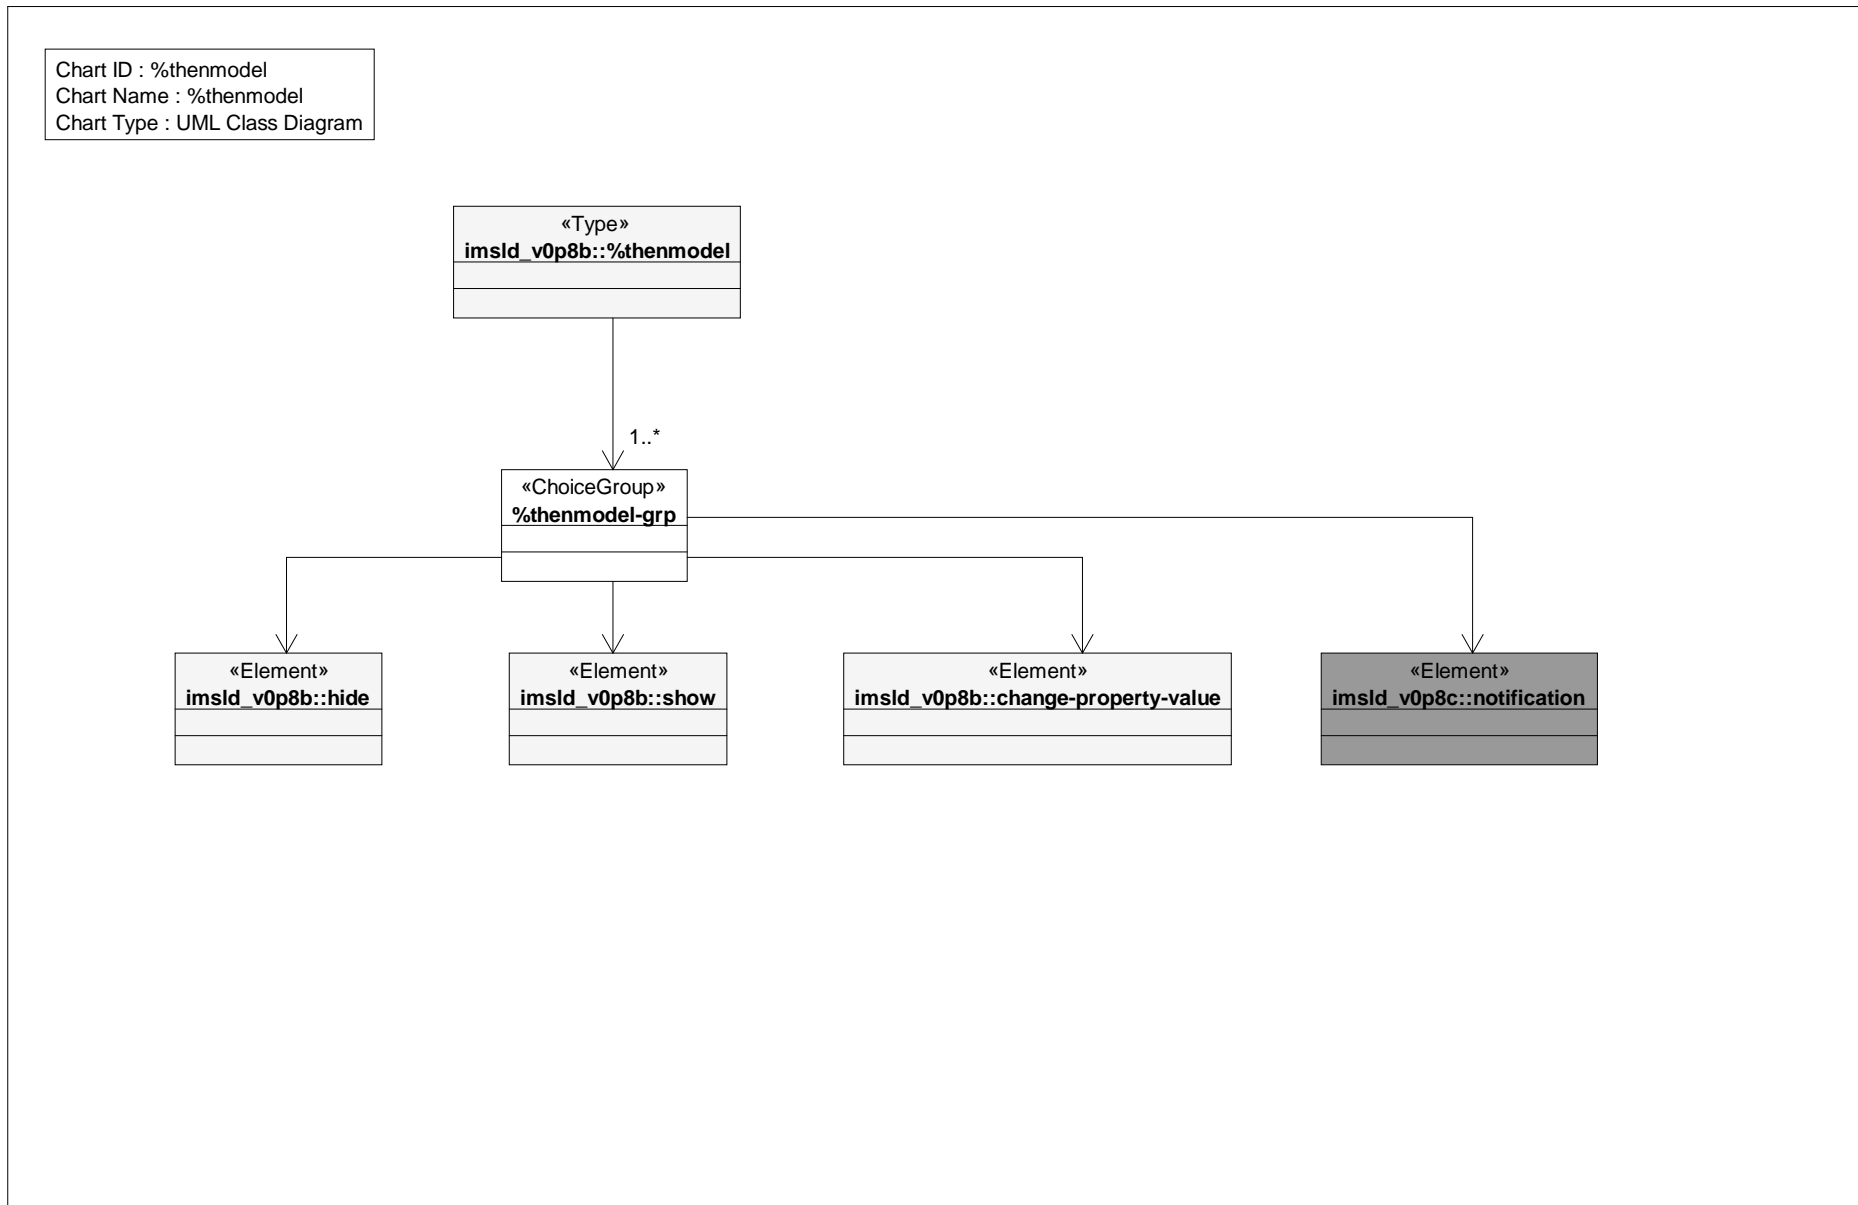 Chart ID : %thenmodel
Chart Name : %thenmodel
Chart Type : UML Class Diagram
«Type»
imsld_v0p8b::%thenmodel
1..*
«ChoiceGroup»
%thenmodel-grp
«Element»
imsld_v0p8b::hide
«Element»
imsld_v0p8b::show
«Element»
imsld_v0p8b::change-property-value
«Element»
imsld_v0p8c::notification